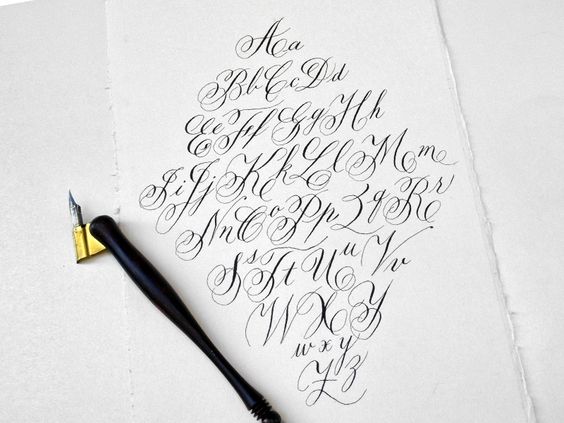 Aa
Bb Cc Dd
Ee Ff Gg Hh
Ii Jj Kk Ll Mm
Nn Oo Pp Qq Rr
Ss Tt Uu Vv
W X Y
w x y
Z z